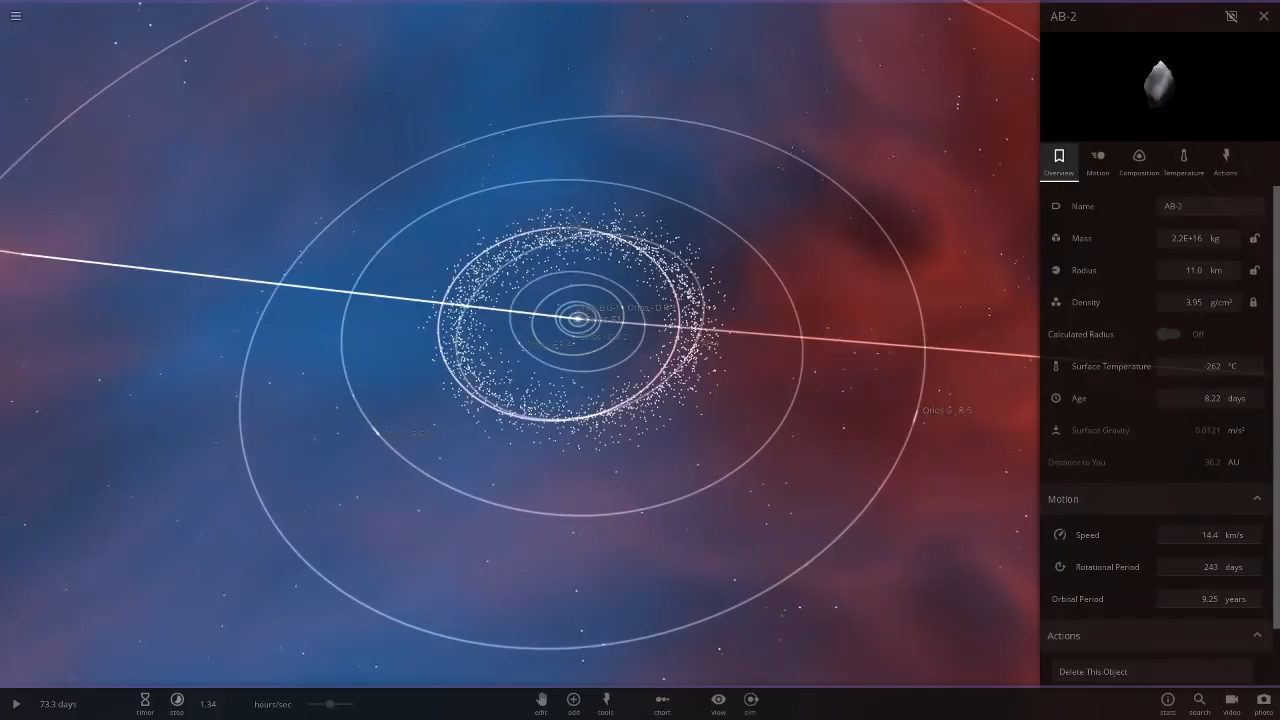 AB-2
Overview
Motion
Composition
Temperature
Actions
Name AB-2
Mass 2.2E+16 kg
Radius 11.0 km
Density 3.95 g/cm³
Calculated Radius Off
Surface Temperature -262 °C
Age 8.22 days
Surface Gravity 0.0121 m/s²
Distance to You 36.2 AU
Motion
Speed 14.4 km/s
Rotational Period 243 days
Orbital Period 9.25 years
Actions
Delete This Object
Orios-G , R-5
73.3 days
timer
step
1.34 hours/sec
edit
add
tools
chart
view
sim
stats
search
video
photo